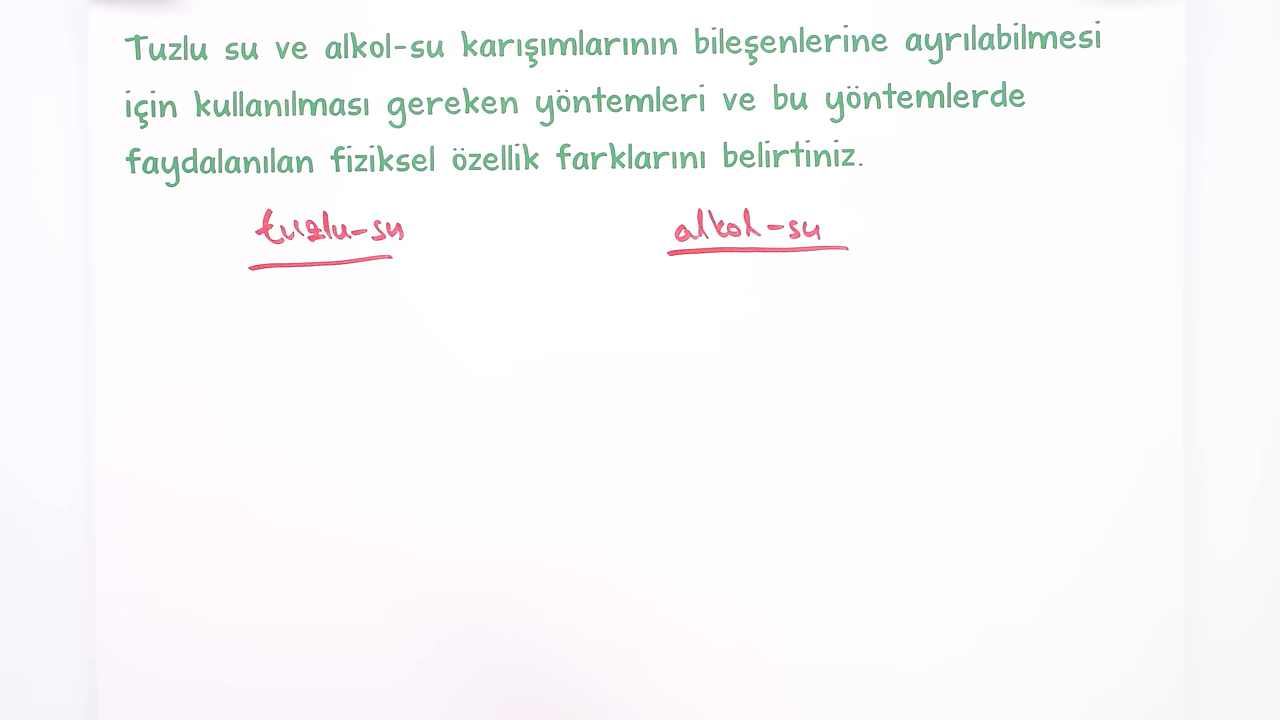 Tuzlu su ve alkol-su karışımlarının bileşenlerine ayrılabilmesi
için kullanılması gereken yöntemleri ve bu yöntemlerde
faydalanılan fiziksel özellik farklarını belirtiniz.
tuzlu-su alkol-su